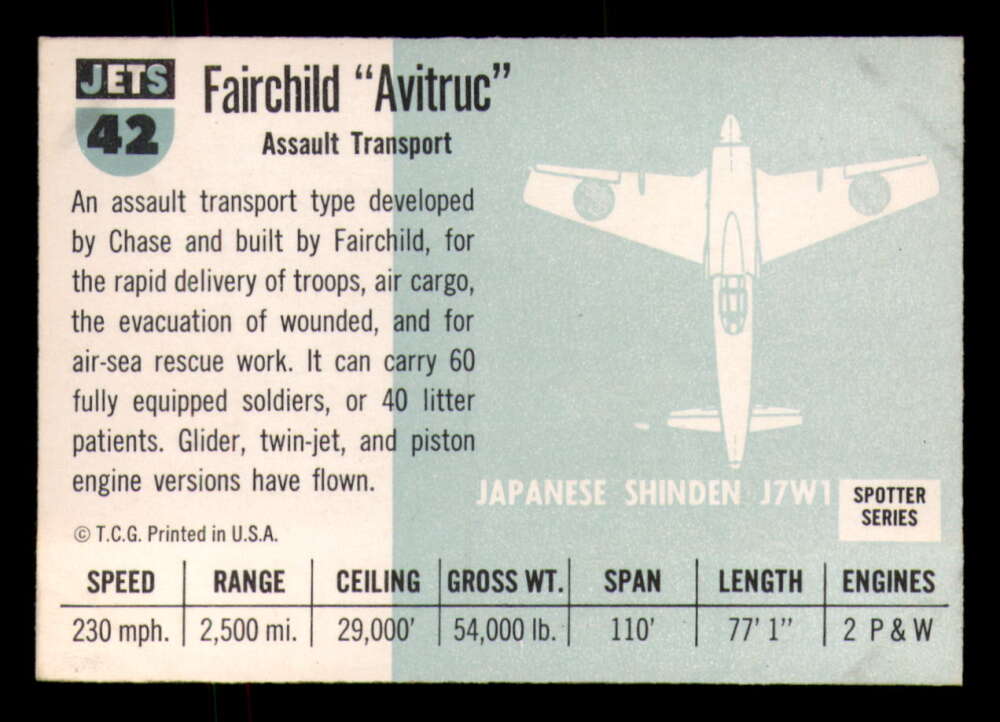 JETS
42
Fairchild “Avitruc”
Assault Transport
An assault transport type developed
by Chase and built by Fairchild, for
the rapid delivery of troops, air cargo,
the evacuation of wounded, and for
air-sea rescue work. It can carry 60
fully equipped soldiers, or 40 litter
patients. Glider, twin-jet, and piston
engine versions have flown.
© T.C.G. Printed in U.S.A.
JAPANESE SHINDEN J7W1
SPOTTER
SERIES
SPEED RANGE CEILING GROSS WT. SPAN LENGTH ENGINES
230 mph. 2,500 mi. 29,000' 54,000 lb. 110' 77' 1" 2 P & W